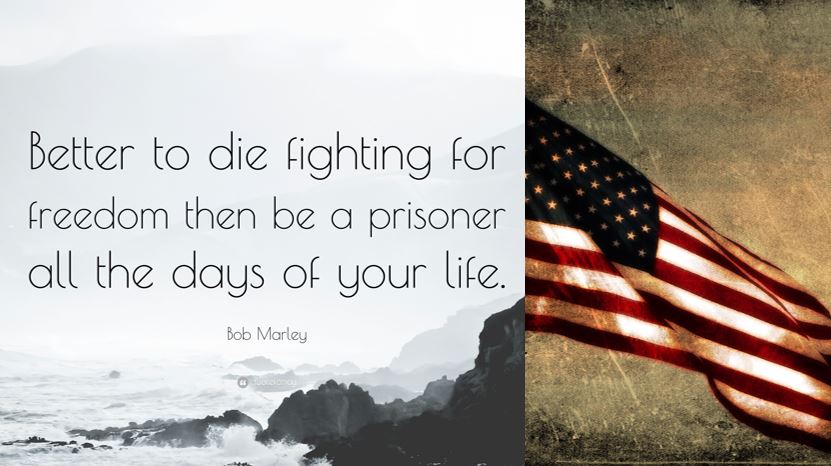 Better to die fighting for
freedom then be a prisoner
all the days of your life.
Bob Marley